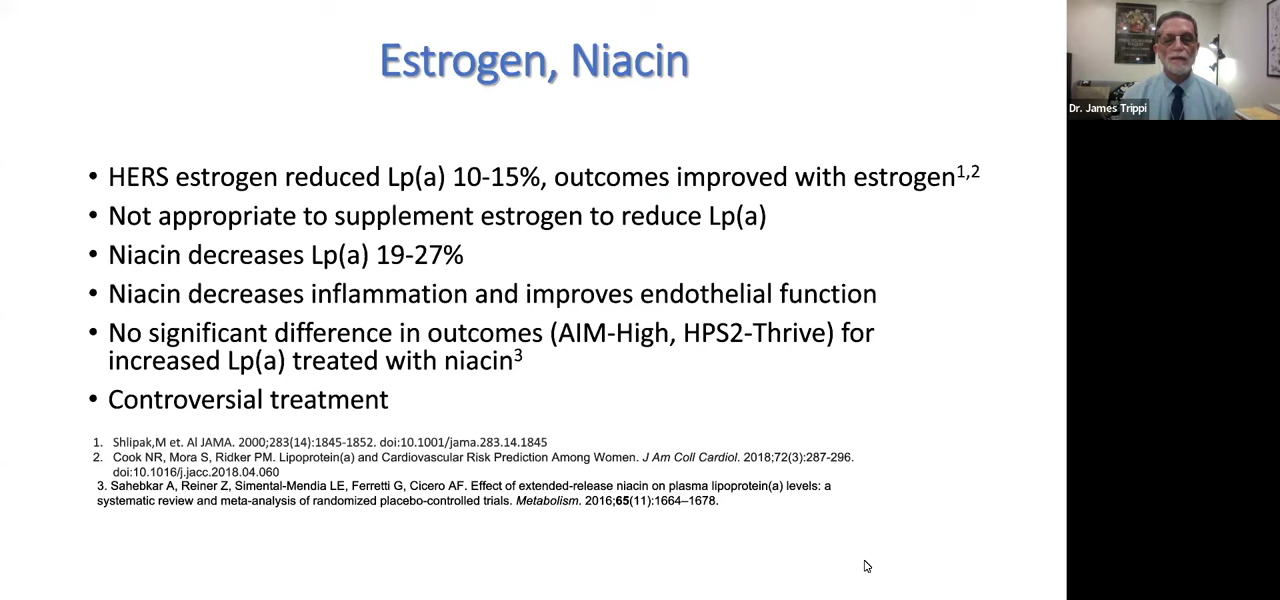 Estrogen, Niacin
Dr. James Trippi
• HERS estrogen reduced Lp(a) 10-15%, outcomes improved with estrogen1,2
• Not appropriate to supplement estrogen to reduce Lp(a)
• Niacin decreases Lp(a) 19-27%
• Niacin decreases inflammation and improves endothelial function
• No significant difference in outcomes (AIM-High, HPS2-Thrive) for
increased Lp(a) treated with niacin3
• Controversial treatment
1. Shlipak,M et. Al JAMA. 2000;283(14):1845-1852. doi:10.1001/jama.283.14.1845
2. Cook NR, Mora S, Ridker PM. Lipoprotein(a) and Cardiovascular Risk Prediction Among Women. J Am Coll Cardiol. 2018;72(3):287-296.
doi:10.1016/j.jacc.2018.04.060
3. Sahebkar A, Reiner Z, Simental-Mendia LE, Ferretti G, Cicero AF. Effect of extended-release niacin on plasma lipoprotein(a) levels: a
systematic review and meta-analysis of randomized placebo-controlled trials. Metabolism. 2016;65(11):1664–1678.